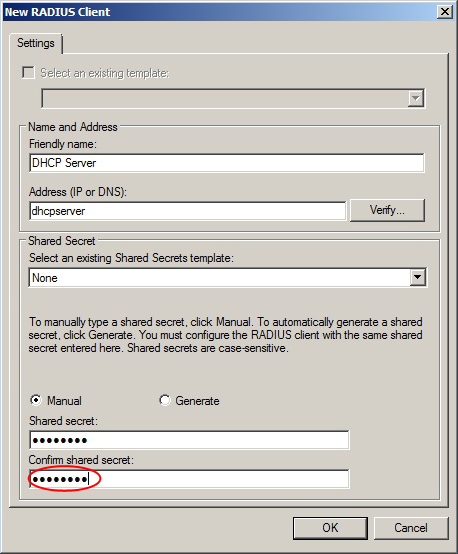 New RADIUS Client
Settings
Select an existing template:
Name and Address
Friendly name:
DHCP Server
Address (IP or DNS):
dhcpserver
Verify...
Shared Secret
Select an existing Shared Secrets template:
None
To manually type a shared secret, click Manual. To automatically generate a shared
secret, click Generate. You must configure the RADIUS client with the same shared
secret entered here. Shared secrets are case-sensitive.
Manual Generate
Shared secret:
●●●●●●●●
Confirm shared secret:
●●●●●●●●
OK Cancel